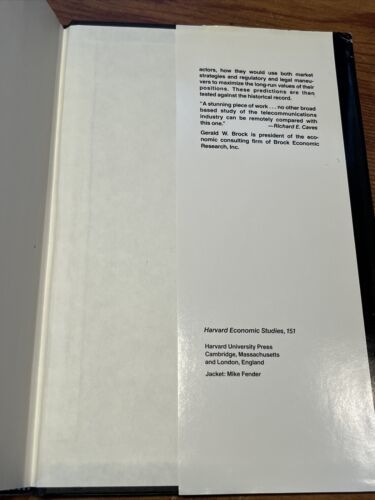 actors, how they would use both market
strategies and regulatory and legal maneu-
vers to maximize the long-run values of their
positions. These predictions are then
tested against the historical record.
"A stunning piece of work . . . no other broad
based study of the telecommunications
industry can be remotely compared with
this one."
—Richard E. Caves
Gerald W. Brock is president of the eco-
nomic consulting firm of Brock Economic
Research, Inc.
Harvard Economic Studies, 151
Harvard University Press
Cambridge, Massachusetts
and London, England
Jacket: Mike Fender